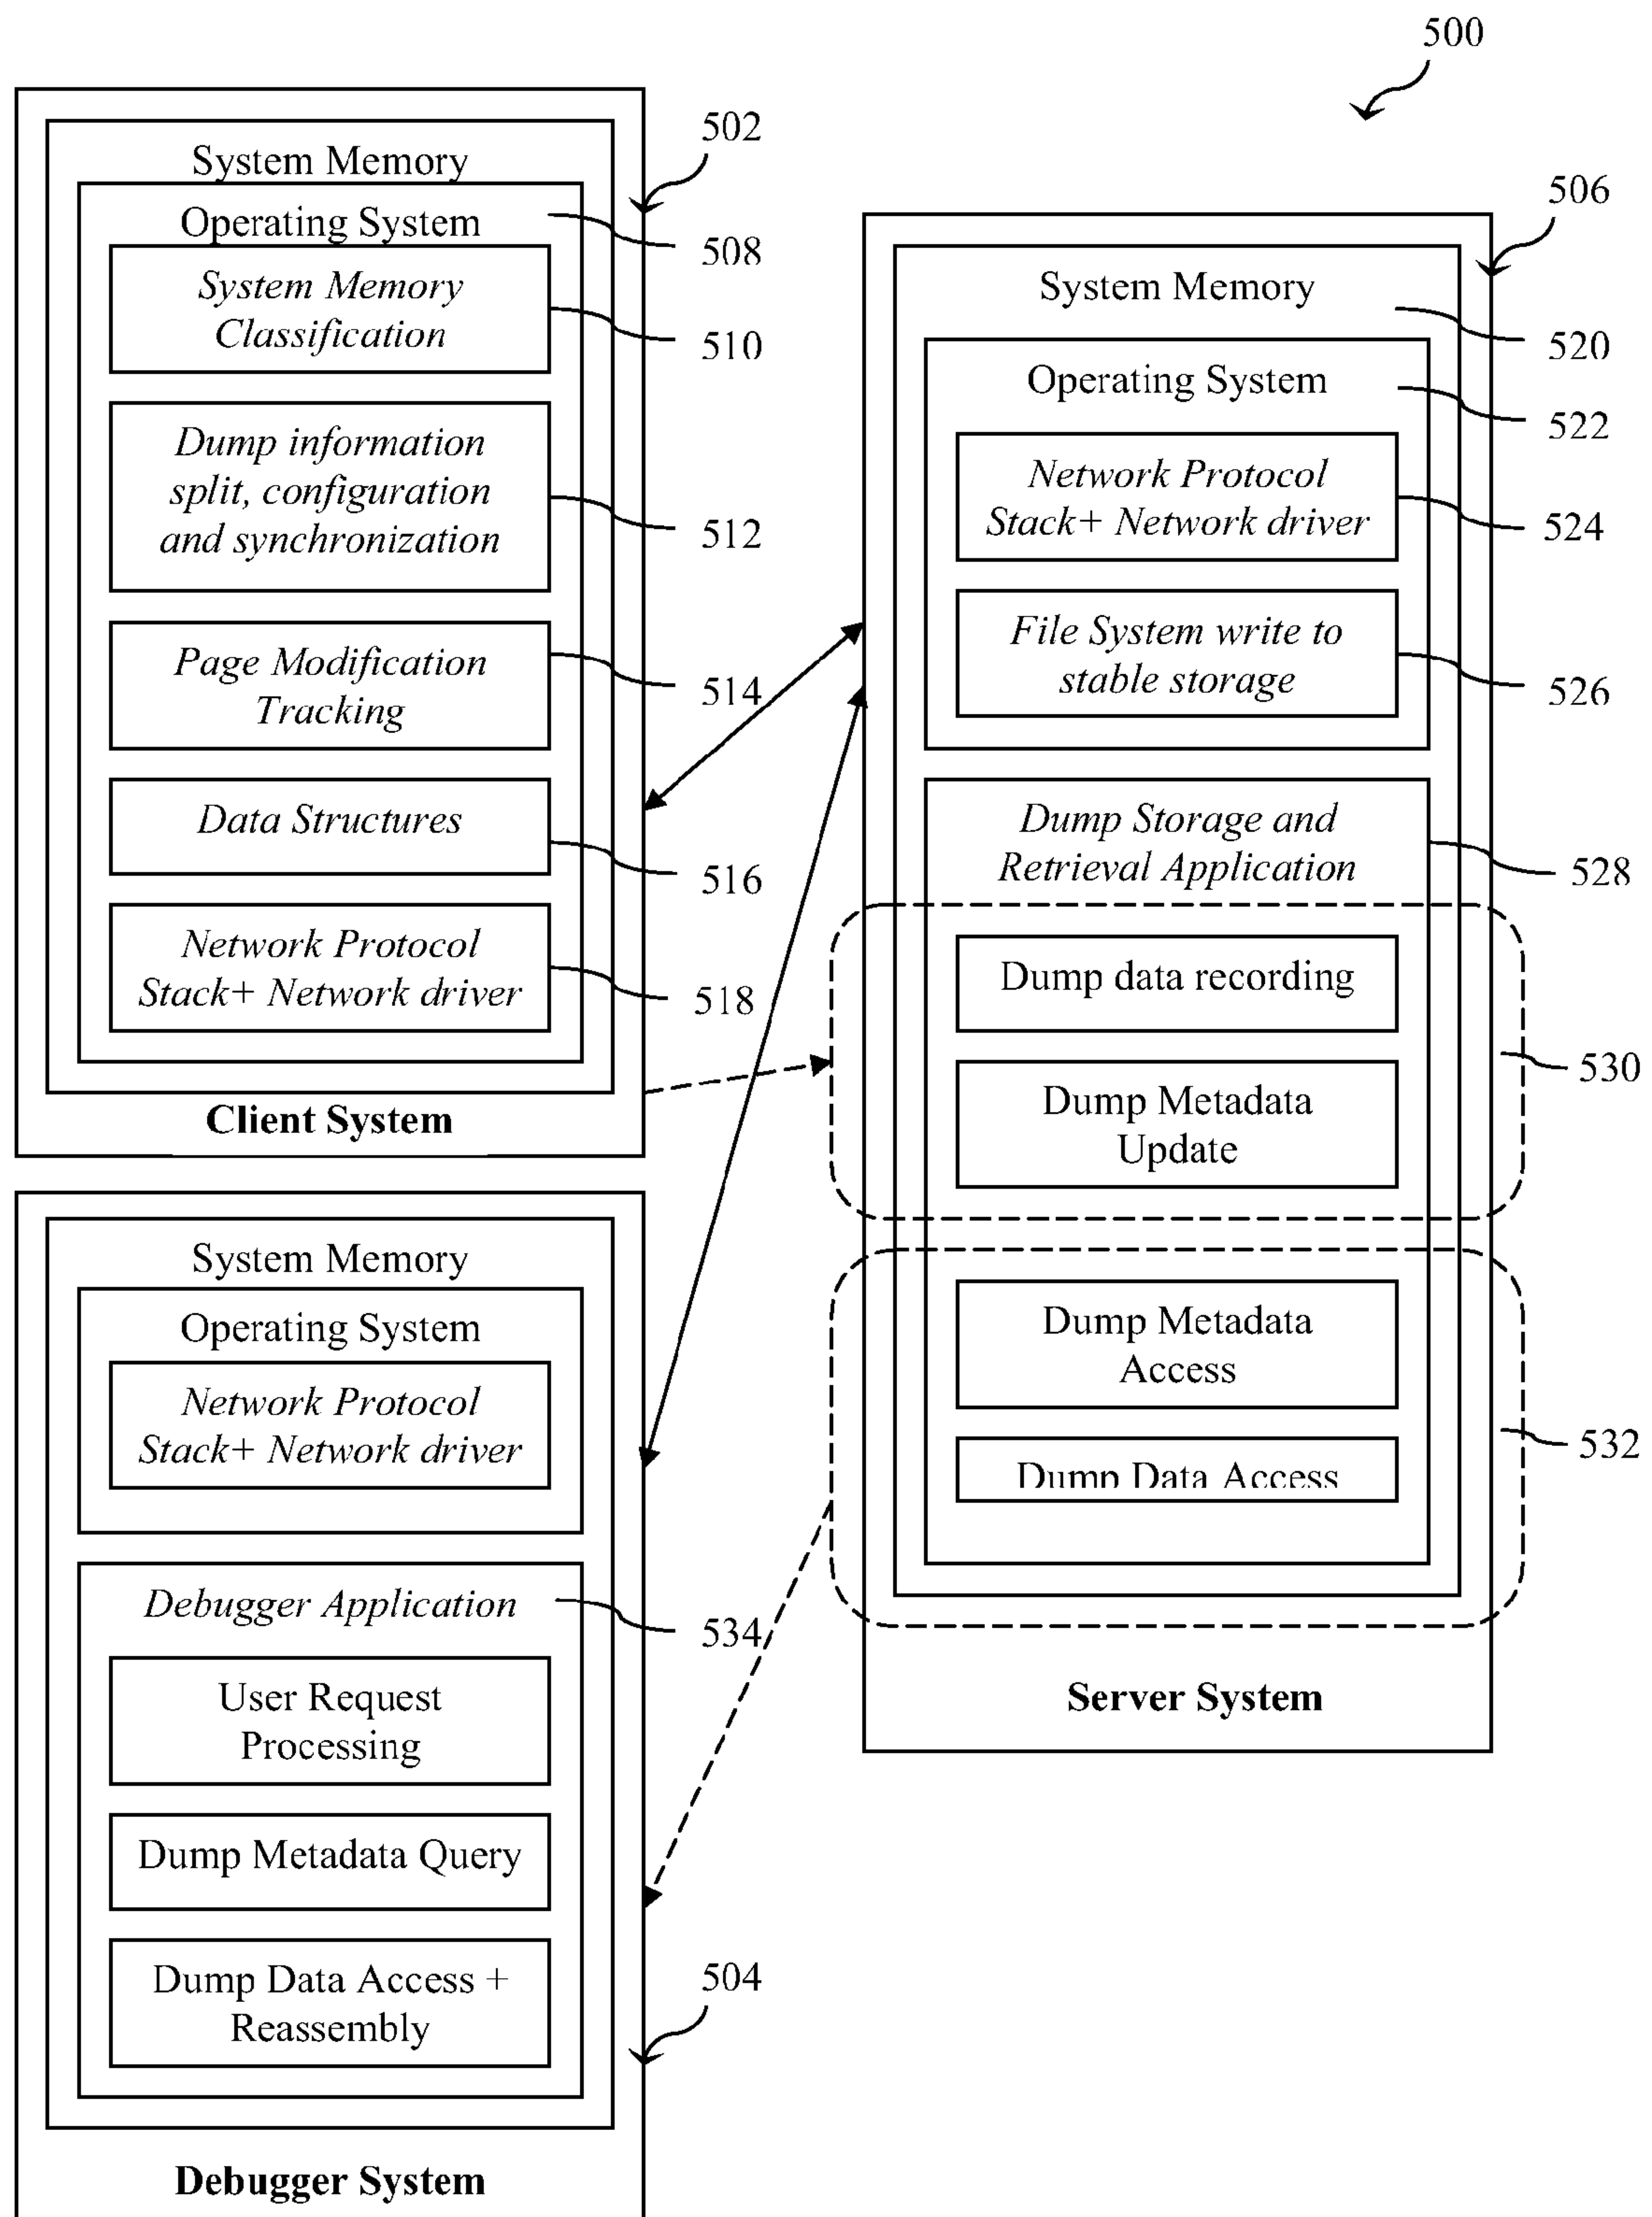 500
502
System Memory
Operating System
508
System Memory
Classification
510
Dump information
split, configuration
and synchronization
512
Page Modification
Tracking
514
Data Structures
516
Network Protocol
Stack+ Network driver
518
Client System
506
System Memory
520
Operating System
522
Network Protocol
Stack+ Network driver
524
File System write to
stable storage
526
Dump Storage and
Retrieval Application
528
Dump data recording
530
Dump Metadata
Update
Dump Metadata
Access
532
Dump Data Access
Server System
System Memory
Operating System
Network Protocol
Stack+ Network driver
Debugger Application
534
User Request
Processing
Dump Metadata Query
Dump Data Access +
Reassembly
504
Debugger System